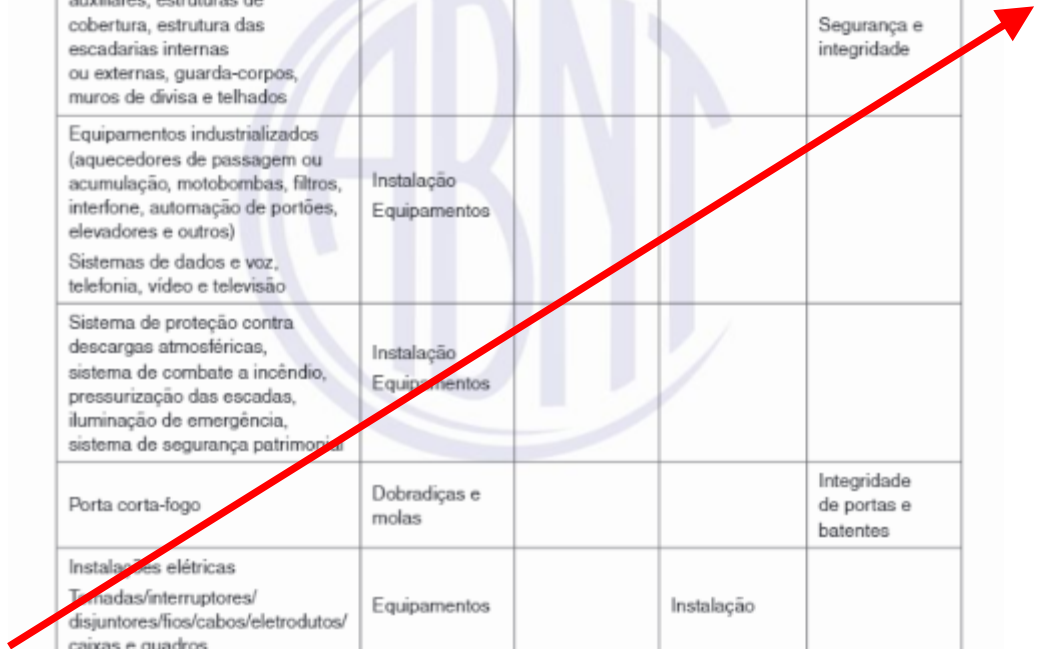 auxiliares, estruturas de
cobertura, estrutura das
escadarias internas
ou externas, guarda-corpos,
muros de divisa e telhados
Segurança e
integridade
Equipamentos industrializados
(aquecedores de passagem ou
acumulação, motobombas, filtros,
interfone, automação de portões,
elevadores e outros)
Sistemas de dados e voz,
telefonia, vídeo e televisão
Instalação
Equipamentos
Sistema de proteção contra
descargas atmosféricas,
sistema de combate a incêndio,
pressurização das escadas,
iluminação de emergência,
sistema de segurança patrimonial
Instalação
Equipamentos
Porta corta-fogo
Dobradiças e
molas
Integridade
de portas e
batentes
Instalações elétricas
Tomadas/interruptores/
disjuntores/fios/cabos/eletrodutos/
caixas e quadros
Equipamentos
Instalação
ABNT